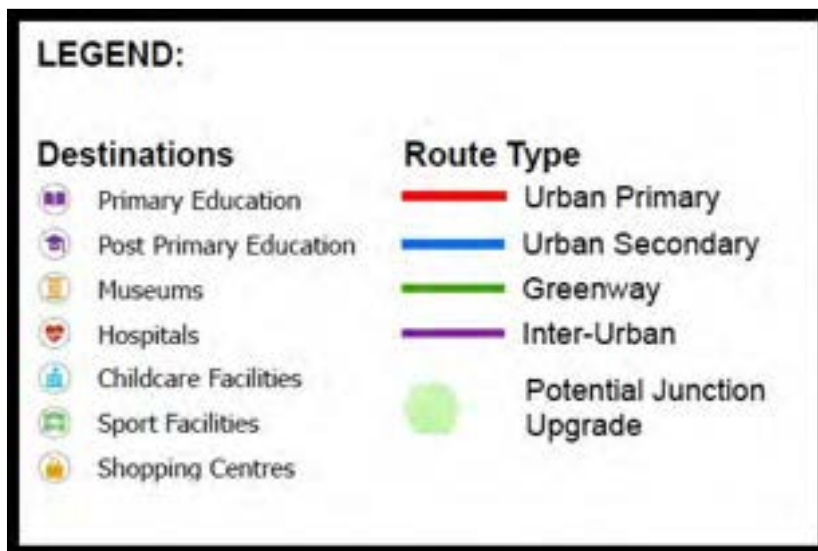 LEGEND:
Destinations
Primary Education
Post Primary Education
Museums
Hospitals
Childcare Facilities
Sport Facilities
Shopping Centres
Route Type
Urban Primary
Urban Secondary
Greenway
Inter-Urban
Potential Junction
Upgrade